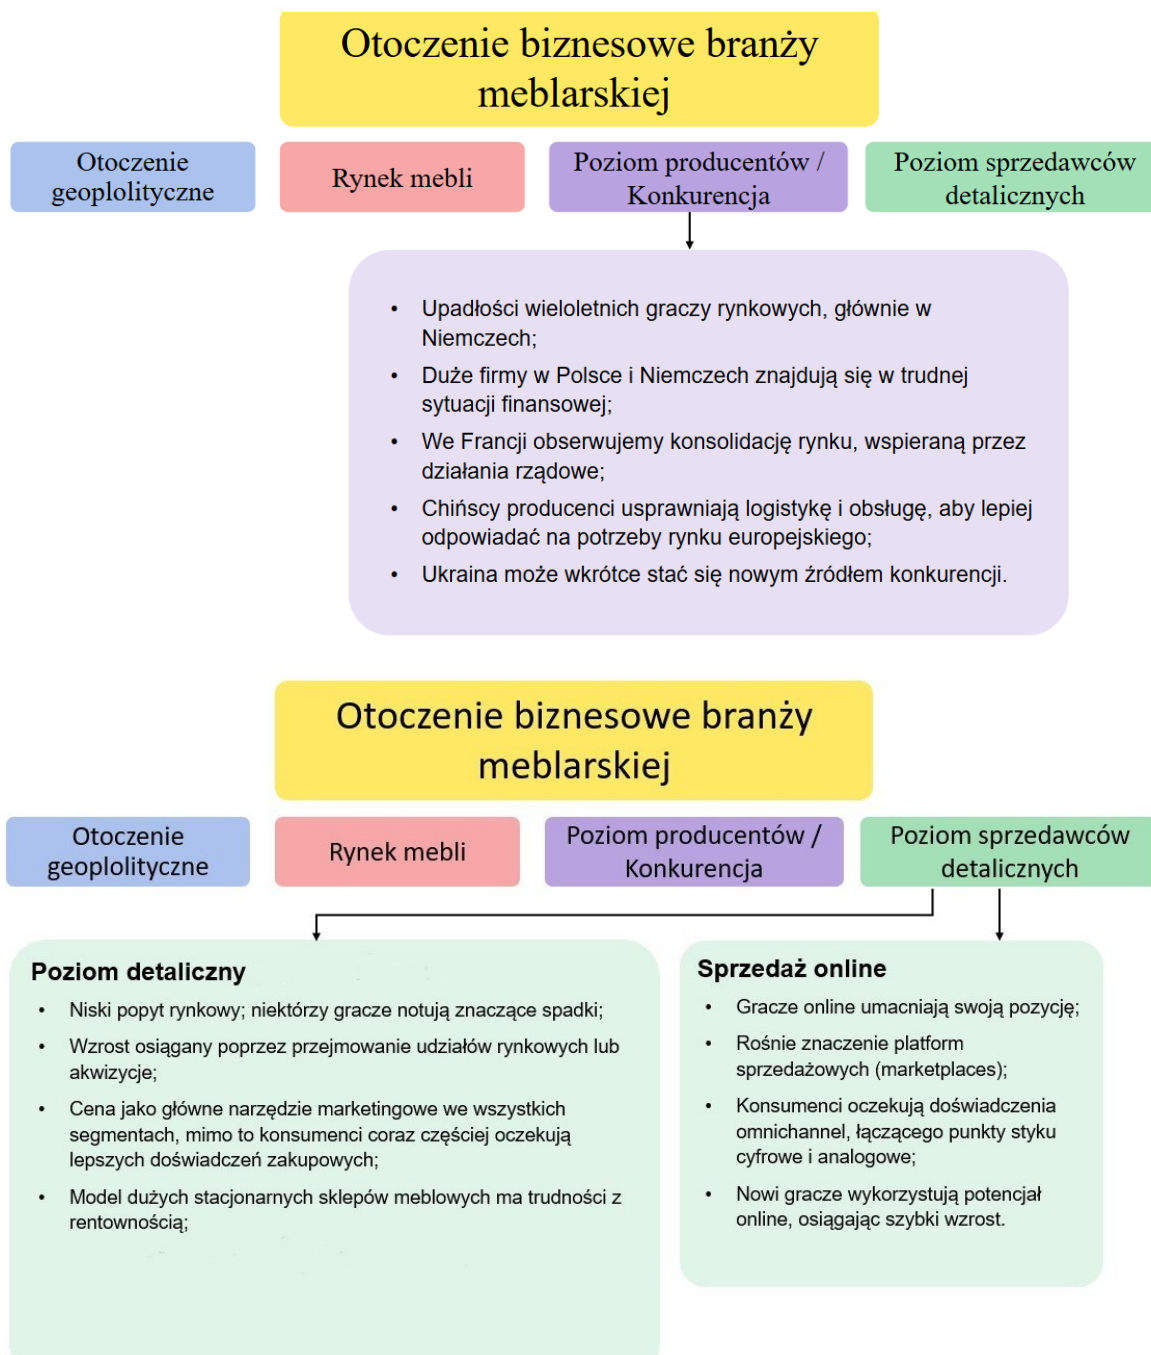 Otoczenie biznesowe branży
meblarskiej
Otoczenie
geoplolityczne
Rynek mebli
Poziom producentów /
Konkurencja
Poziom sprzedawców
detalicznych
• Upadłości wieloletnich graczy rynkowych, głównie w
Niemczech;
• Duże firmy w Polsce i Niemczech znajdują się w trudnej
sytuacji finansowej;
• We Francji obserwujemy konsolidację rynku, wspieraną przez
działania rządowe;
• Chińscy producenci usprawniają logistykę i obsługę, aby lepiej
odpowiadać na potrzeby rynku europejskiego;
• Ukraina może wkrótce stać się nowym źródłem konkurencji.
Otoczenie biznesowe branży
meblarskiej
Otoczenie
geoplolityczne
Rynek mebli
Poziom producentów /
Konkurencja
Poziom sprzedawców
detalicznych
Poziom detaliczny
• Niski popyt rynkowy; niektórzy gracze notują znaczące spadki;
• Wzrost osiągany poprzez przejmowanie udziałów rynkowych lub
akwizycje;
• Cena jako główne narzędzie marketingowe we wszystkich
segmentach, mimo to konsumenci coraz częściej oczekują
lepszych doświadczeń zakupowych;
• Model dużych stacjonarnych sklepów meblowych ma trudności z
rentownością;
Sprzedaż online
• Gracze online umacniają swoją pozycję;
• Rośnie znaczenie platform
sprzedażowych (marketplaces);
• Konsumenci oczekują doświadczenia
omnichannel, łączącego punkty styku
cyfrowe i analogowe;
• Nowi gracze wykorzystują potencjał
online, osiągając szybki wzrost.